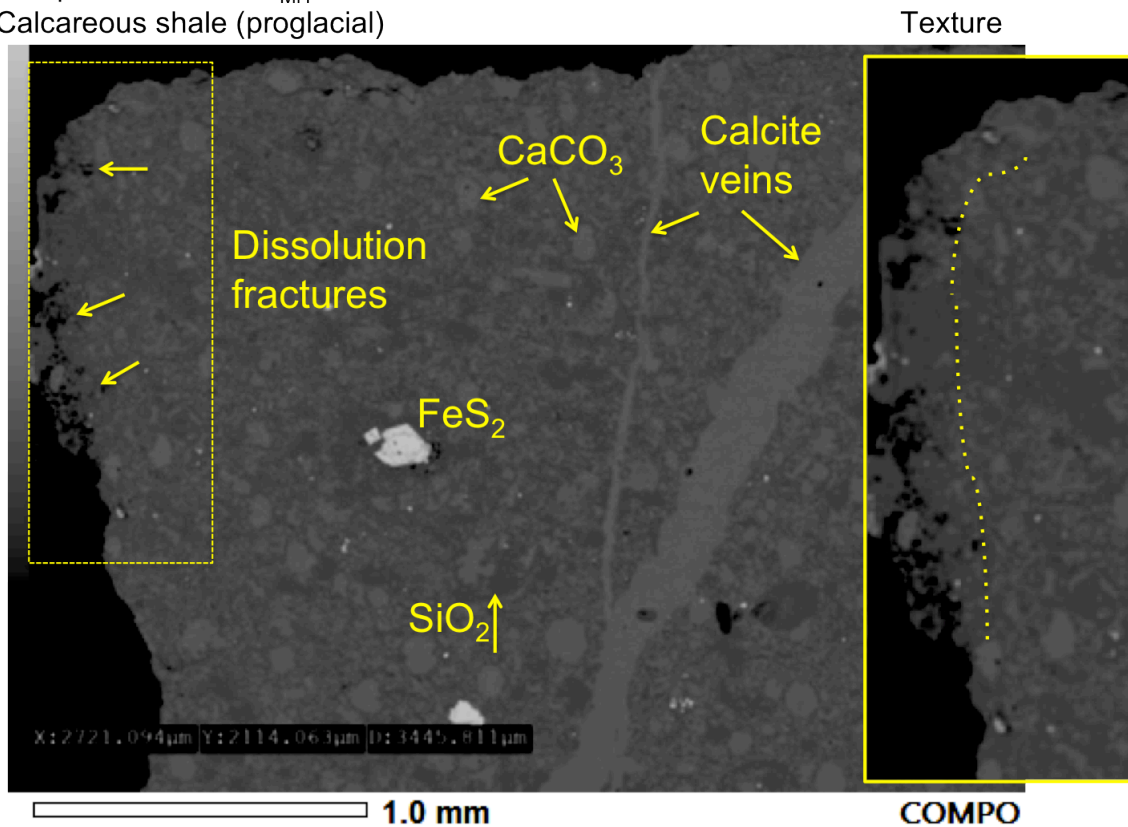 Calcareous shale (proglacial)
Texture
CaCO3
Calcite
veins
Dissolution
fractures
FeS2
SiO2
X:2721.094µm Y:2114.063µm D:3445.811µm
1.0 mm
COMPO